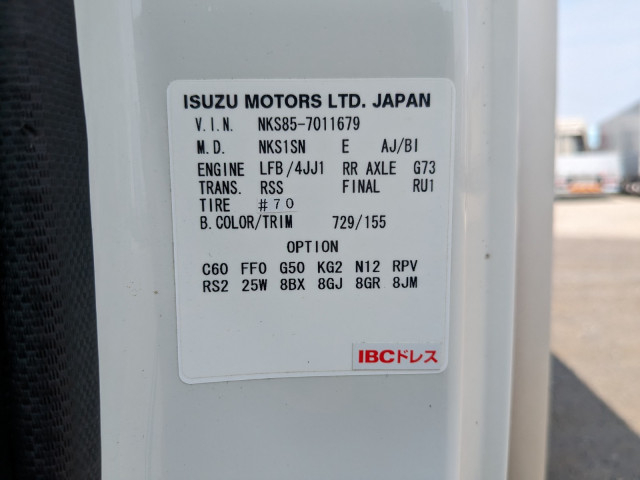 ISUZU MOTORS LTD. JAPAN
V.I.N. NKS85-7011679
M.D. NKS1SN E AJ/BI
ENGINE LFB/4JJ1 RR AXLE G73
TRANS. RSS FINAL RU1
TIRE #70
B.COLOR/TRIM 729/155
OPTION
C60 FF0 G50 KG2 N12 RPV
RS2 25W 8BX 8GJ 8GR 8JM
IBCドレス